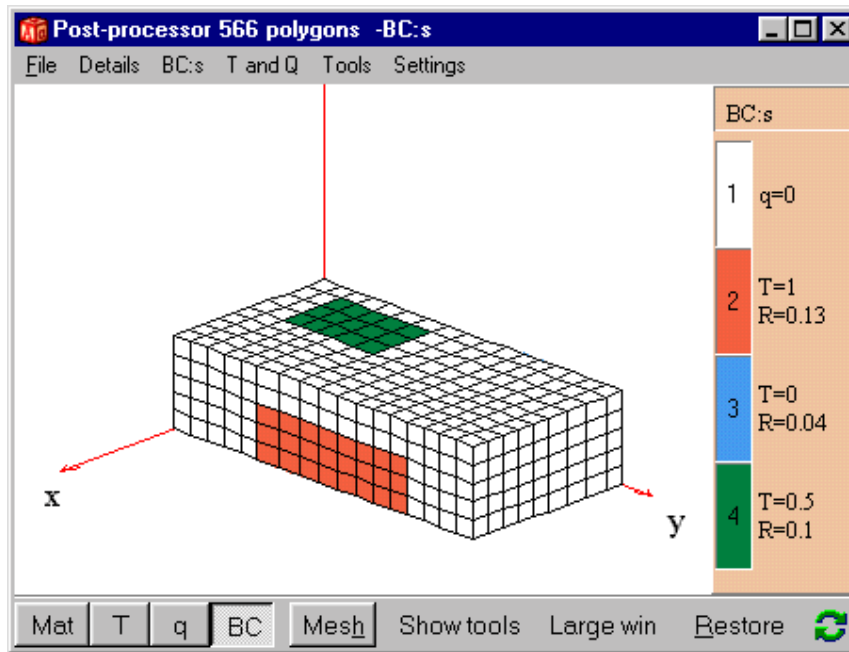 Post-processor 566 polygons -BC:s
File Details BC:s T and Q Tools Settings
BC:s
1 q=0
2 T=1
R=0.13
3 T=0
R=0.04
4 T=0.5
R=0.1
x
y
Mat T q BC Mesh Show tools Large win Restore